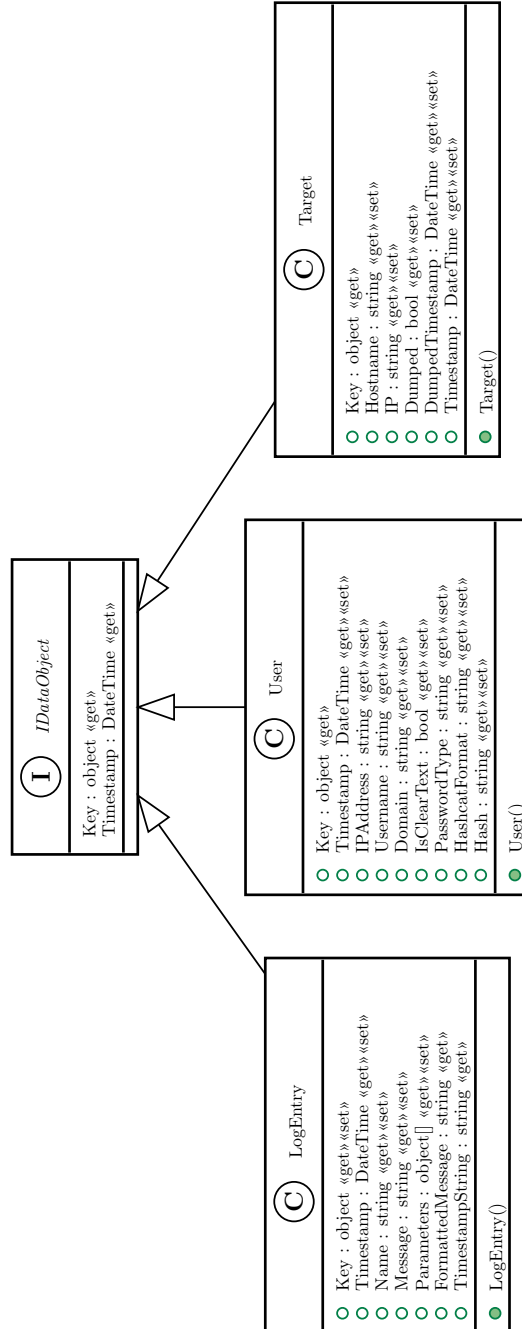 I IDataObject
Key : object «get»
Timestamp : DateTime «get»
C LogEntry
Key : object «get»«set»
Timestamp : DateTime «get»«set»
Name : string «get»«set»
Message : string «get»«set»
Parameters : object[] «get»«set»
FormattedMessage : string «get»
TimestampString : string «get»
LogEntry()
C User
Key : object «get»
Timestamp : DateTime «get»«set»
IPAddress : string «get»«set»
Username : string «get»«set»
Domain : string «get»«set»
IsClearText : bool «get»«set»
PasswordType : string «get»«set»
HashcatFormat : string «get»«set»
Hash : string «get»«set»
User()
C Target
Key : object «get»
Hostname : string «get»«set»
IP : string «get»«set»
Dumped : bool «get»«set»
DumpedTimestamp : DateTime «get»«set»
Timestamp : DateTime «get»«set»
Target()